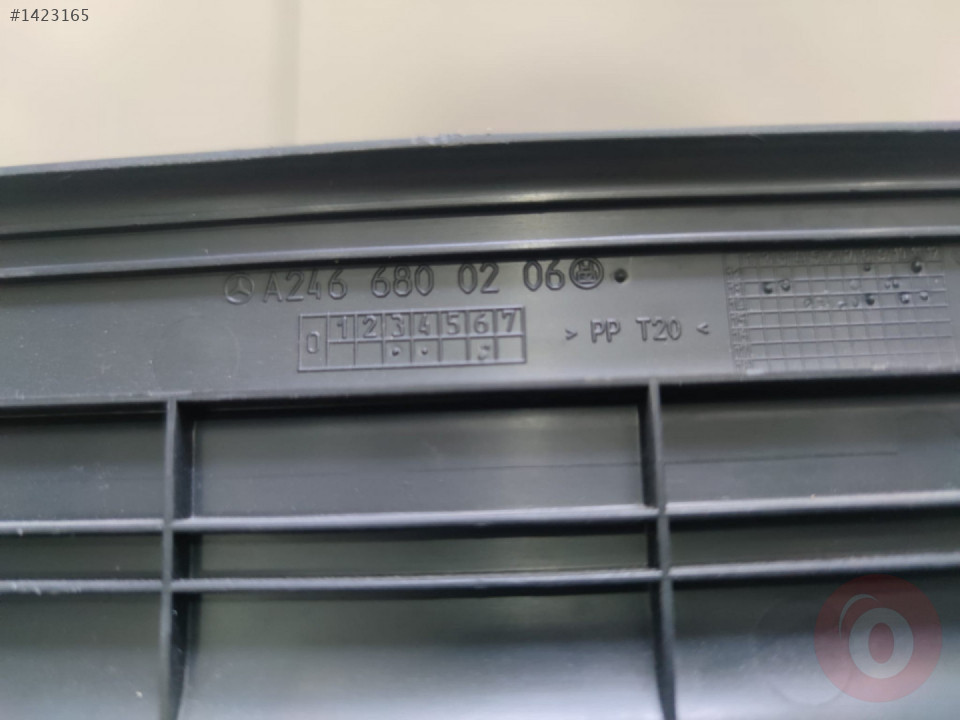 #1423165
A246 680 02 06
0 1 2 3 4 5 6 7
> PP T20 <